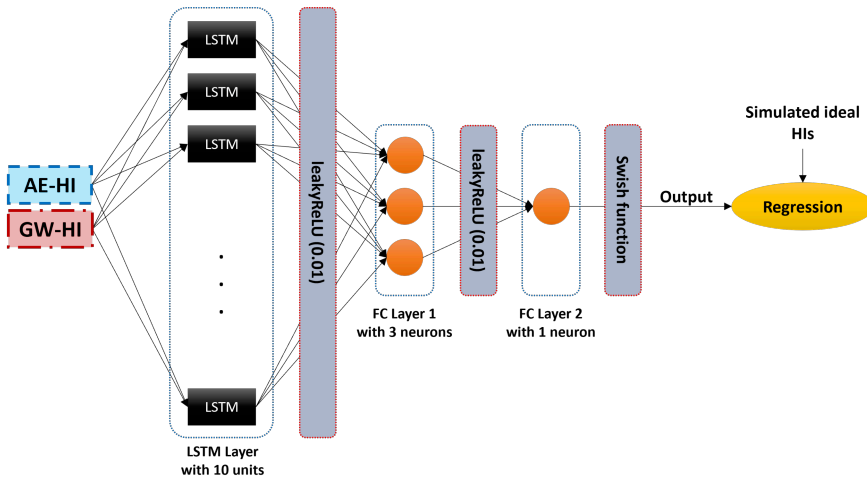 AE-HI
GW-HI
LSTM
LSTM
LSTM
LSTM
LSTM Layer
with 10 units
leakyReLU (0.01)
FC Layer 1
with 3 neurons
leakyReLU (0.01)
FC Layer 2
with 1 neuron
Swish function
Output
Simulated ideal
HIs
Regression